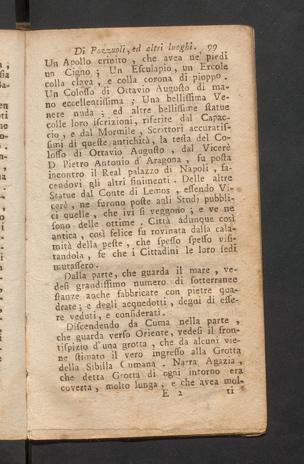 Di Pozzuoli, ed altri luoghi. 99
Un Apollo crinito, che avea ne' piedi
un Cigno; Un Esculapio, un Ercole
colla clava, e colla corona di pioppo.
Un Colosso di Ottavio Augusto di ma-
no eccellentissima; Una bellissima Ve-
nere nuda; ed altre bellissime statue
colle loro iscrizioni, riferite dal Capac-
cio, e dal Mormile, Scrittori accuratis-
simi di queste antichità, la testa del Co-
losso di Ottavio Augusto, dal Vicerè
D. Pietro Antonio d'Aragona, fu posta
incontro il Real palazzo di Napoli, fa-
cendovi gli altri finimenti. Delle altre
Statue dal Conte di Lemos, essendo Vi-
cerè, ne furono poste agli Studj pubbli-
ci quelle, che ivi si veggono; e ve ne
sono delle ottime. Città adunque così
antica, così felice fu rovinata dalla cala-
mità della peste, che spesso spesso visi-
tandola, fe che i Cittadini le loro sedi
mutassero.
Dalla parte, che guarda il mare, ve-
desi grandissimo numero di sotterranee
stanze anche fabbricate con pietre qua-
drate; e degli acquedotti, degni di esse-
re veduti, e considerati.
Discendendo da Cuma nella parte,
che guarda verso Oriente, vedesi il fron-
tispizio d'una grotta, che da alcuni vie-
ne stimato il vero ingresso alla Grotta
della Sibilla Cumana. Narra Agazia,
che detta Grotta di ogni intorno era
coverta, molto lunga, e che avea mol-
E 2 ti